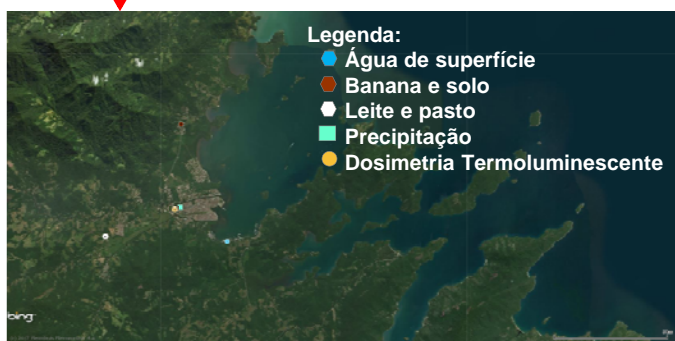 Legenda:
Água de superfície
Banana e solo
Leite e pasto
Precipitação
Dosimetria Termoluminescente
bing